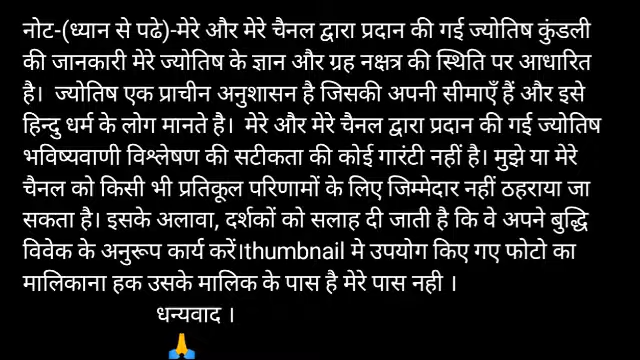 नोट-(ध्यान से पढे)-मेरे और मेरे चैनल द्वारा प्रदान की गई ज्योतिष कुंडली
की जानकारी मेरे ज्योतिष के ज्ञान और ग्रह नक्षत्र की स्थिति पर आधारित
है।  ज्योतिष एक प्राचीन अनुशासन है जिसकी अपनी सीमाएँ हैं और इसे
हिन्दु धर्म के लोग मानते है।  मेरे और मेरे चैनल द्वारा प्रदान की गई ज्योतिष
भविष्यवाणी विश्लेषण की सटीकता की कोई गारंटी नहीं है। मुझे या मेरे
चैनल को किसी भी प्रतिकूल परिणामों के लिए जिम्मेदार नहीं ठहराया जा
सकता है। इसके अलावा, दर्शकों को सलाह दी जाती है कि वे अपने बुद्धि
विवेक के अनुरूप कार्य करें।thumbnail मे उपयोग किए गए फोटो का
मालिकाना हक उसके मालिक के पास है मेरे पास नही ।
धन्यवाद ।
🙏